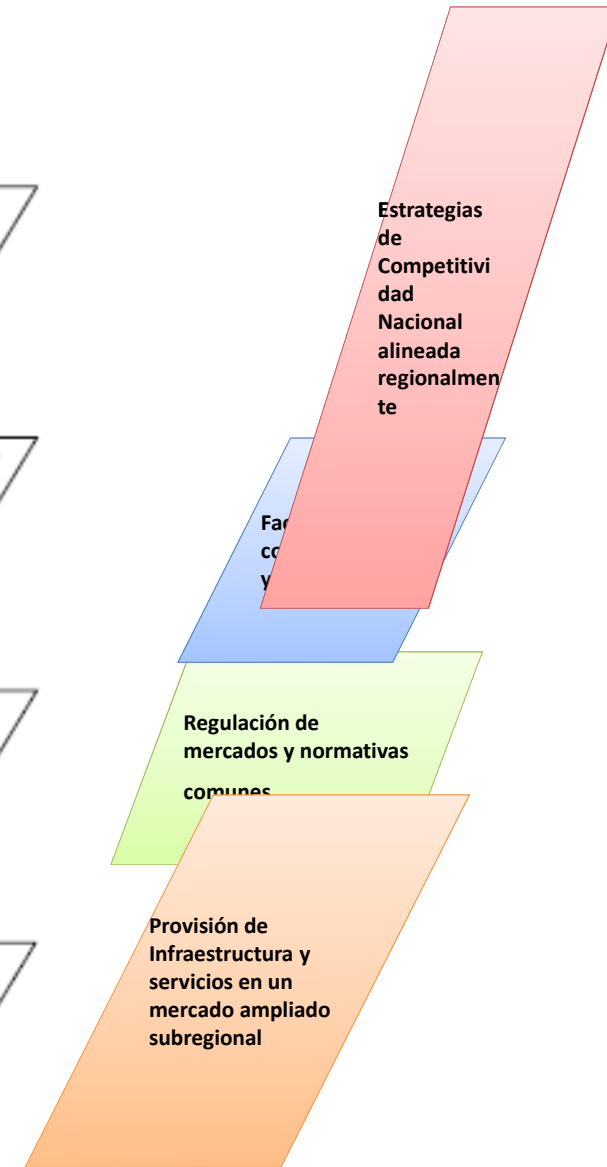 Estrategias
de
Competitivi
dad
Nacional
alineada
regionalmen
te
y
Regulación de
mercados y normativas
comunes
Provisión de
Infraestructura y
servicios en un
mercado ampliado
subregional